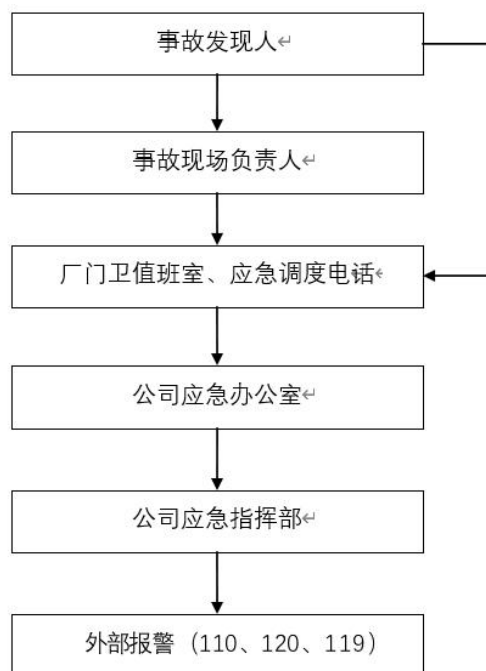 事故发现人
事故现场负责人
厂门卫值班室、应急调度电话
公司应急办公室
公司应急指挥部
外部报警（110、120、119）